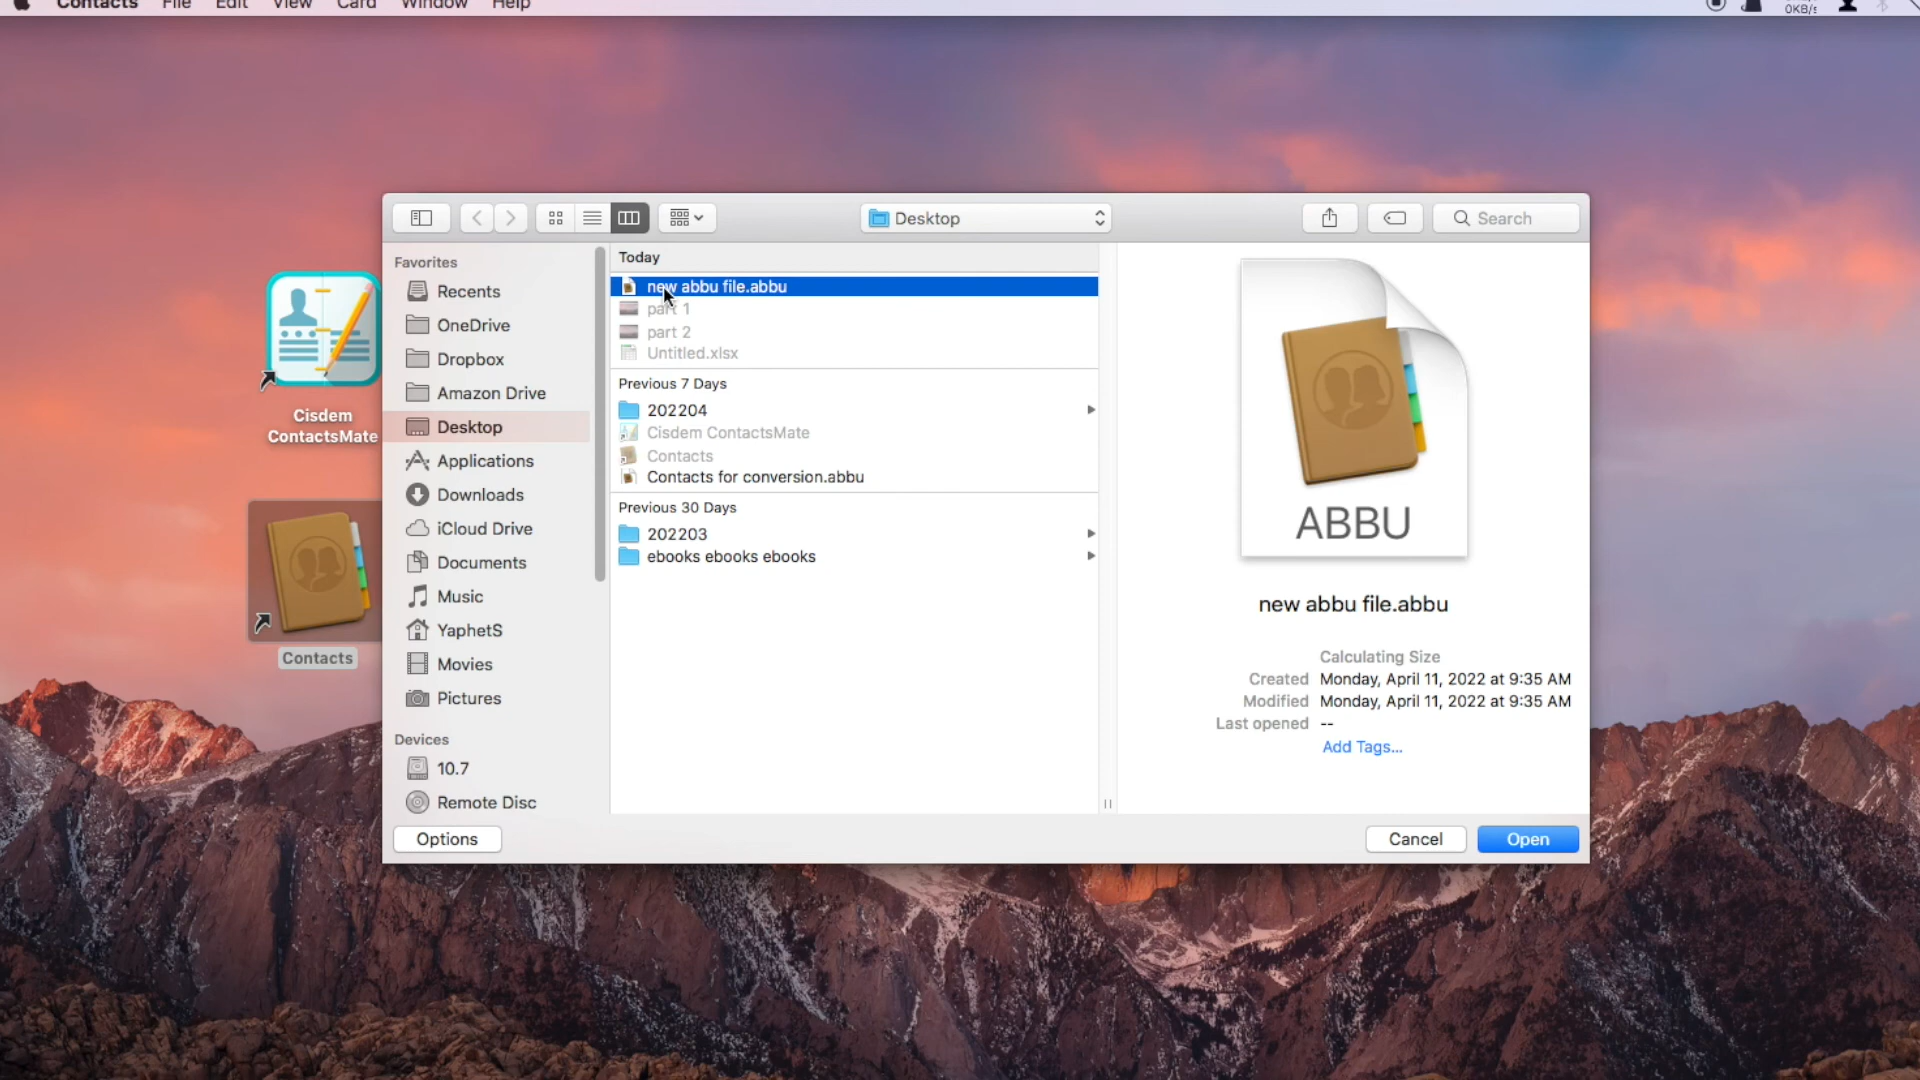 Contacts File Edit View Card Window Help
0KB/s
Desktop
Search
Favorites
Recents
OneDrive
Dropbox
Amazon Drive
Desktop
Applications
Downloads
iCloud Drive
Documents
Music
YaphetS
Movies
Pictures
Devices
10.7
Remote Disc
Today
new abbu file.abbu
part 1
part 2
Untitled.xlsx
Previous 7 Days
202204
Cisdem ContactsMate
Contacts
Contacts for conversion.abbu
Previous 30 Days
202203
ebooks ebooks ebooks
ABBU
new abbu file.abbu
Calculating Size
Created Monday, April 11, 2022 at 9:35 AM
Modified Monday, April 11, 2022 at 9:35 AM
Last opened --
Add Tags...
Options
Cancel
Open
Cisdem
ContactsMate
Contacts